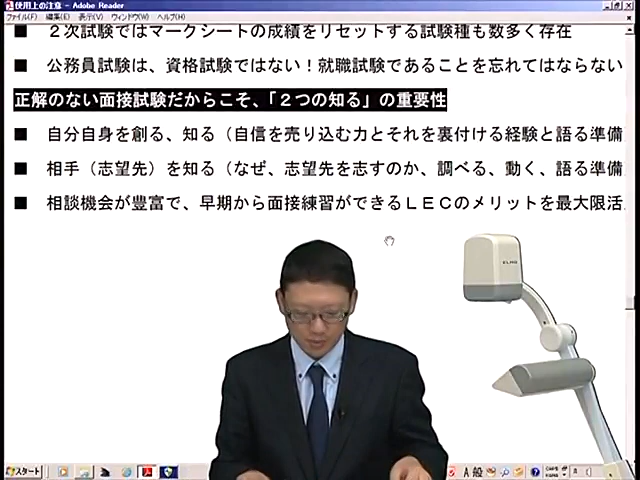 使用上の注意 - Adobe Reader
ファイル(F) 編集(E) 表示(V) ウィンドウ(W) ヘルプ(H)
■ ２次試験ではマークシートの成績をリセットする試験種も数多く存在
■ 公務員試験は、資格試験ではない！就職試験であることを忘れてはならない
正解のない面接試験だからこそ、「２つの知る」の重要性
■ 自分自身を創る、知る（自信を売り込む力とそれを裏付ける経験と語る準備
■ 相手（志望先）を知る（なぜ、志望先を志すのか、調べる、動く、語る準備
■ 相談機会が豊富で、早期から面接練習ができるＬＥＣのメリットを最大限活
ELMO
スタート
A 般
CAPS
KANA